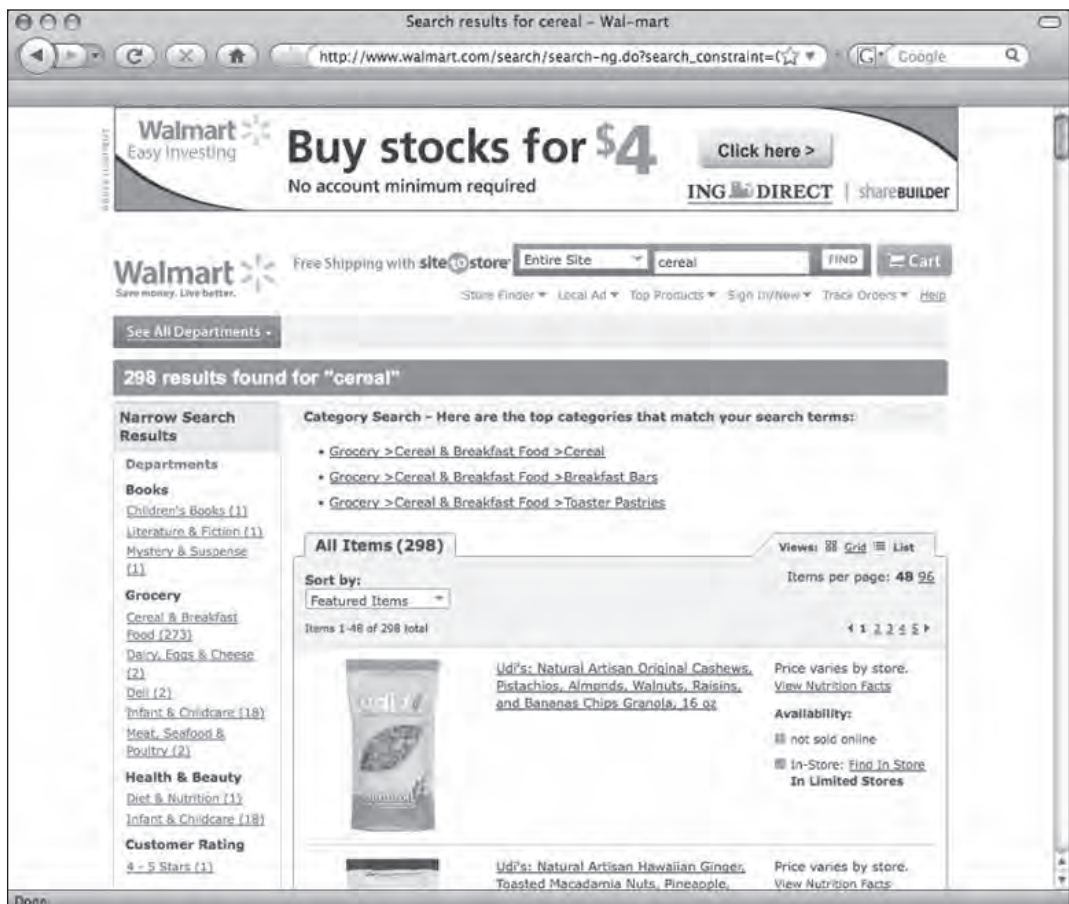 Search results for cereal – Wal-mart
http://www.walmart.com/search/search-ng.do?search_constraint=(
G
Google
Walmart
Easy Investing
Buy stocks for $4
No account minimum required
Click here >
ING DIRECT | shareBUILDER
ADVERTISEMENT
Walmart
Save money. Live better.
Free Shipping with site to store
Entire Site
cereal
FIND
Cart
Store Finder
Local Ad
Top Products
Sign In/New
Track Orders
Help
See All Departments
298 results found for "cereal"
Narrow Search
Results
Departments
Books
Children's Books (1)
Literature & Fiction (1)
Mystery & Suspense
(1)
Grocery
Cereal & Breakfast
Food (273)
Dairy, Eggs & Cheese
(2)
Deli (2)
Infant & Childcare (18)
Meat, Seafood &
Poultry (2)
Health & Beauty
Diet & Nutrition (1)
Infant & Childcare (18)
Customer Rating
4 - 5 Stars (1)
Category Search - Here are the top categories that match your search terms:
• Grocery >Cereal & Breakfast Food >Cereal
• Grocery >Cereal & Breakfast Food >Breakfast Bars
• Grocery >Cereal & Breakfast Food >Toaster Pastries
All Items (298)
Views: Grid List
Sort by:
Items per page: 48 96
Featured Items
Items 1-48 of 298 total
1 2 3 4 5
udi's
Udi's: Natural Artisan Original Cashews,
Pistachios, Almonds, Walnuts, Raisins,
and Bananas Chips Granola, 16 oz
Price varies by store.
View Nutrition Facts
Availability:
not sold online
In-Store: Find In Store
In Limited Stores
Udi's: Natural Artisan Hawaiian Ginger,
Toasted Macadamia Nuts, Pineapple,
Price varies by store.
View Nutrition Facts
Done